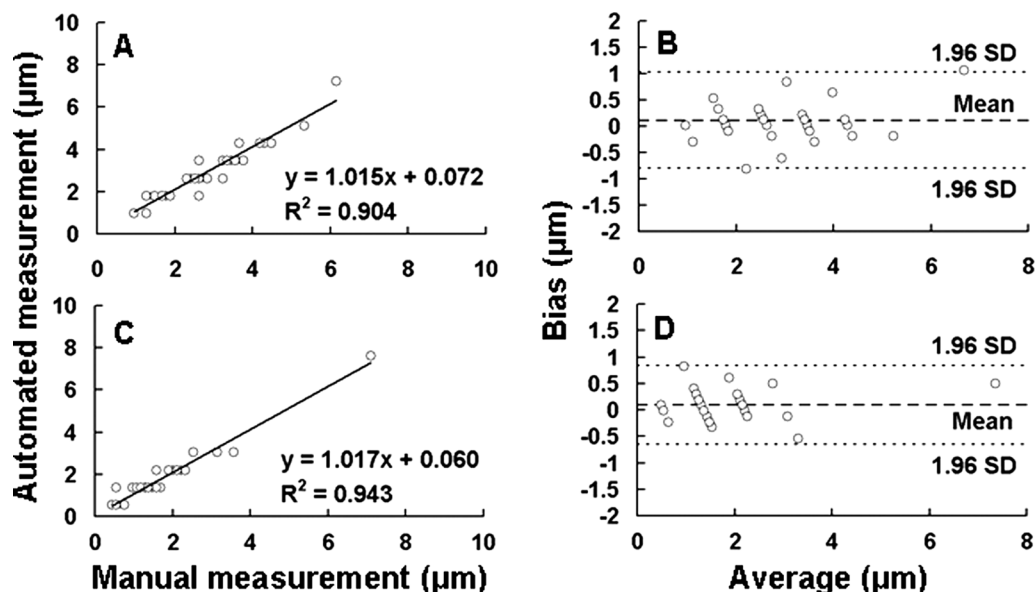 Automated measurement (μm)
A
10
8
6
4
2
0
y = 1.015x + 0.072
R² = 0.904
0 2 4 6 8 10
B
2
1.5
1
0.5
0
-0.5
-1
-1.5
-2
1.96 SD
Mean
1.96 SD
0 2 4 6 8
Bias (μm)
C
10
8
6
4
2
0
y = 1.017x + 0.060
R² = 0.943
0 2 4 6 8 10
Manual measurement (μm)
D
2
1.5
1
0.5
0
-0.5
-1
-1.5
-2
1.96 SD
Mean
1.96 SD
0 2 4 6 8
Average (μm)